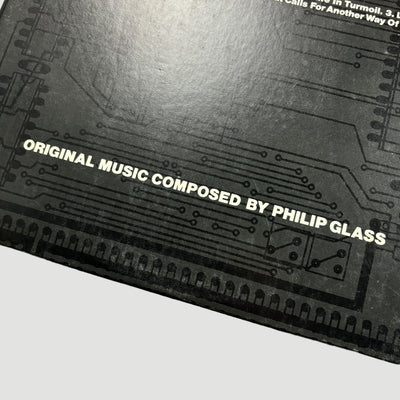 In Turmoil. 3. L
Calls For Another Way Of
ORIGINAL MUSIC COMPOSED BY PHILIP GLASS